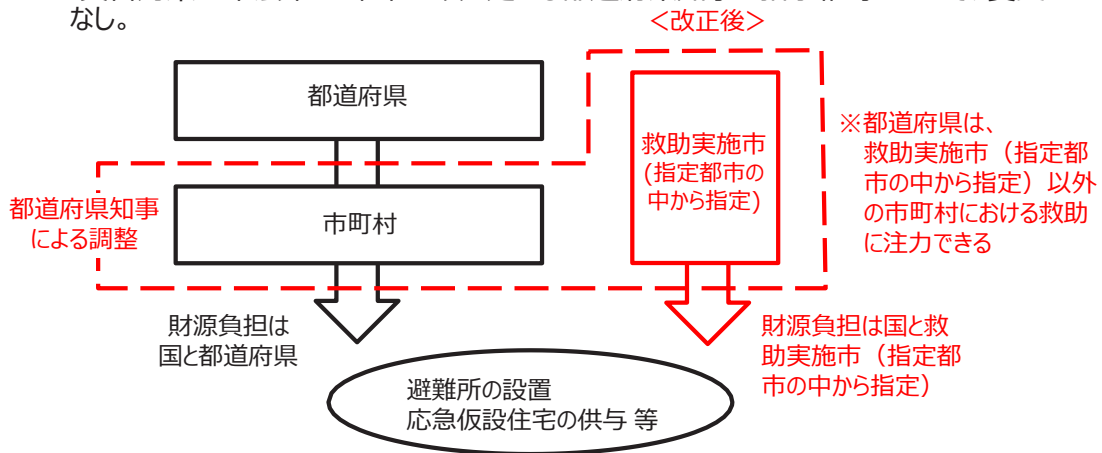 なし。
<改正後>
都道府県
救助実施市
(指定都市の
中から指定)
※都道府県は、
救助実施市（指定都
市の中から指定）以外
の市町村における救助
に注力できる
都道府県知事
による調整
市町村
財源負担は
国と都道府県
財源負担は国と救
助実施市（指定都
市の中から指定）
避難所の設置
応急仮設住宅の供与 等